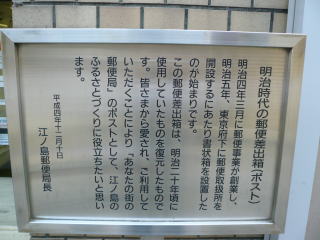 明治時代の郵便差出箱(ポスト)
明治四年三月に郵便事業が創業し、
明治五年、東京府下に郵便取扱所を
開設するにあたり書状箱を設置した
のが始まりです。
この郵便差出箱は、明治二十年頃に
使用していたものを復元したもので
す。皆さまから愛され、ご利用して
いただくことにより「あなたの街の
郵便局」のポストとして、江ノ島の
ふるさとづくりに役立ちたいと思い
ます。
平成四年十二月十日
江ノ島郵便局長